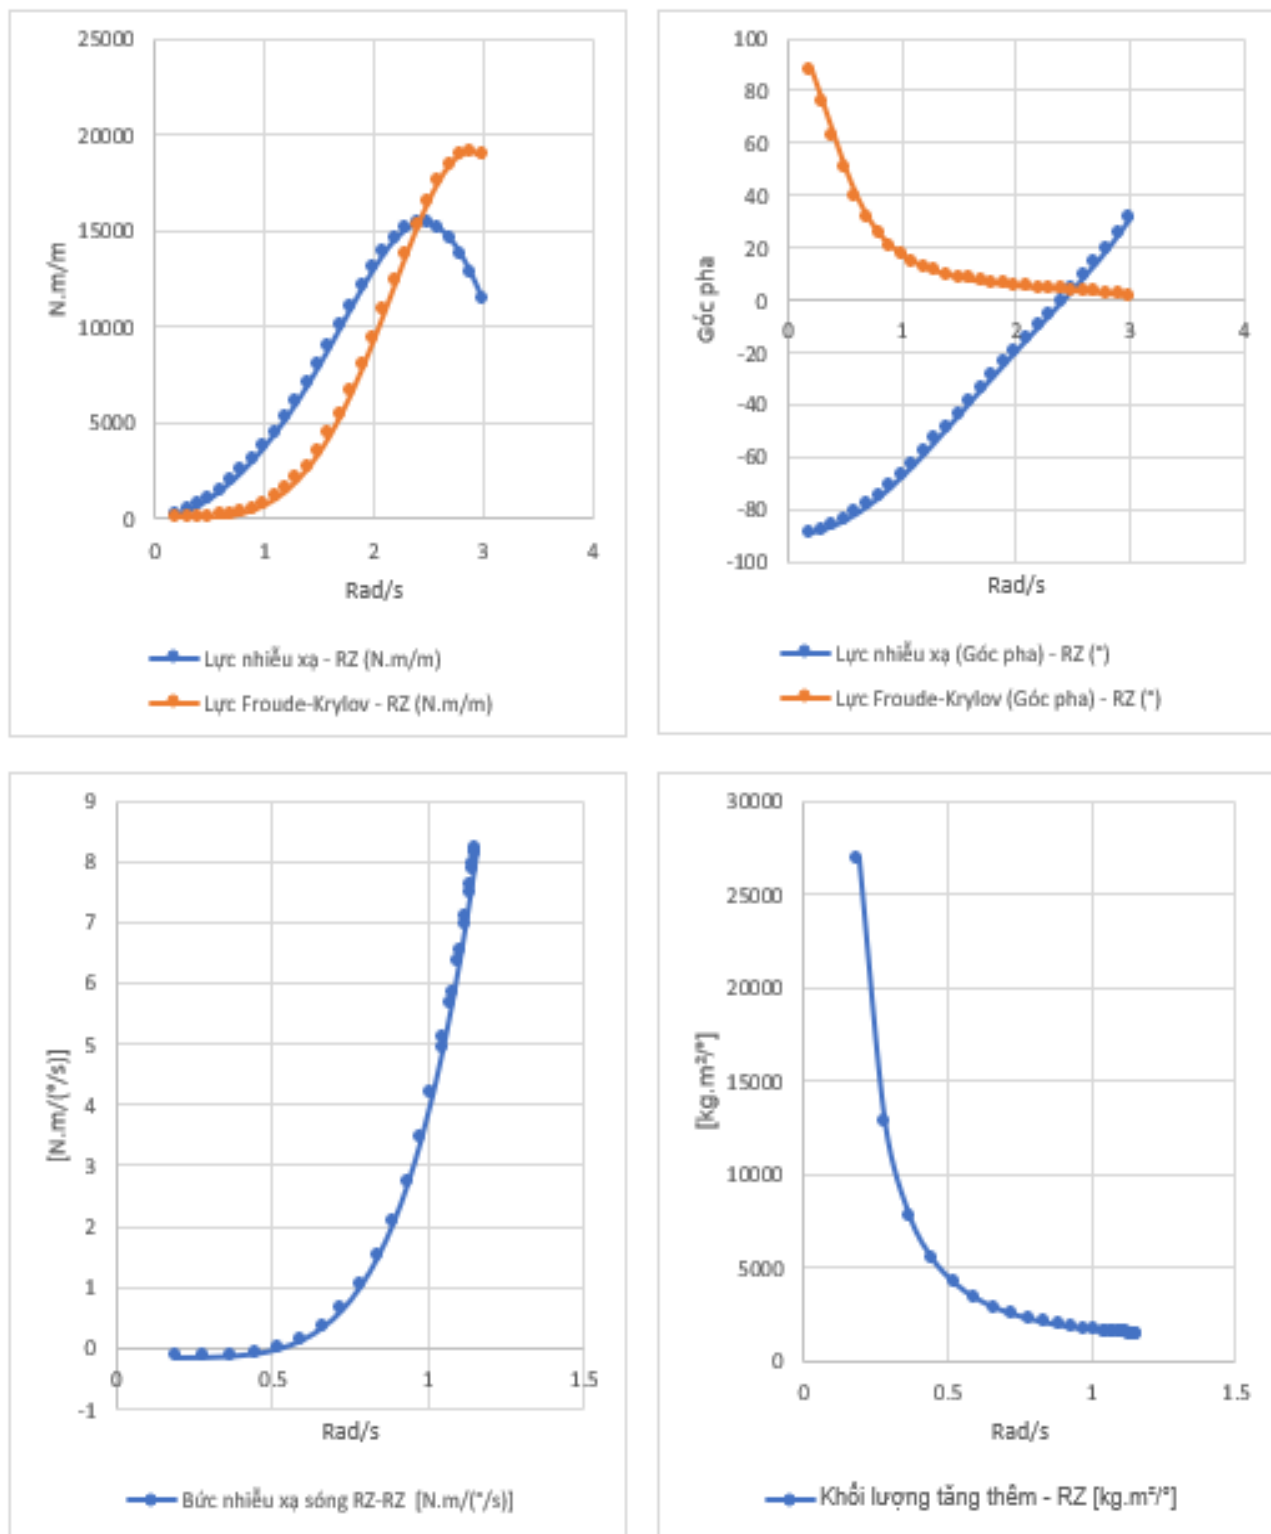 25000
20000
15000
10000
5000
0
N.m/m
0 1 2 3 4
Rad/s
Lực nhiễu xạ - RZ (N.m/m)
Lực Froude-Krylov - RZ (N.m/m)
100
80
60
40
20
0
-20
-40
-60
-80
-100
Góc pha
0 1 2 3 4
Rad/s
Lực nhiễu xạ (Góc pha) - RZ (°)
Lực Froude-Krylov (Góc pha) - RZ (°)
9
8
7
6
5
4
3
2
1
0
-1
[N.m/(°/s)]
0 0.5 1 1.5
Rad/s
Bức nhiễu xạ sóng RZ-RZ [N.m/(°/s)]
30000
25000
20000
15000
10000
5000
0
[kg.m²/°]
0 0.5 1 1.5
Rad/s
Khối lượng tăng thêm - RZ [kg.m²/°]